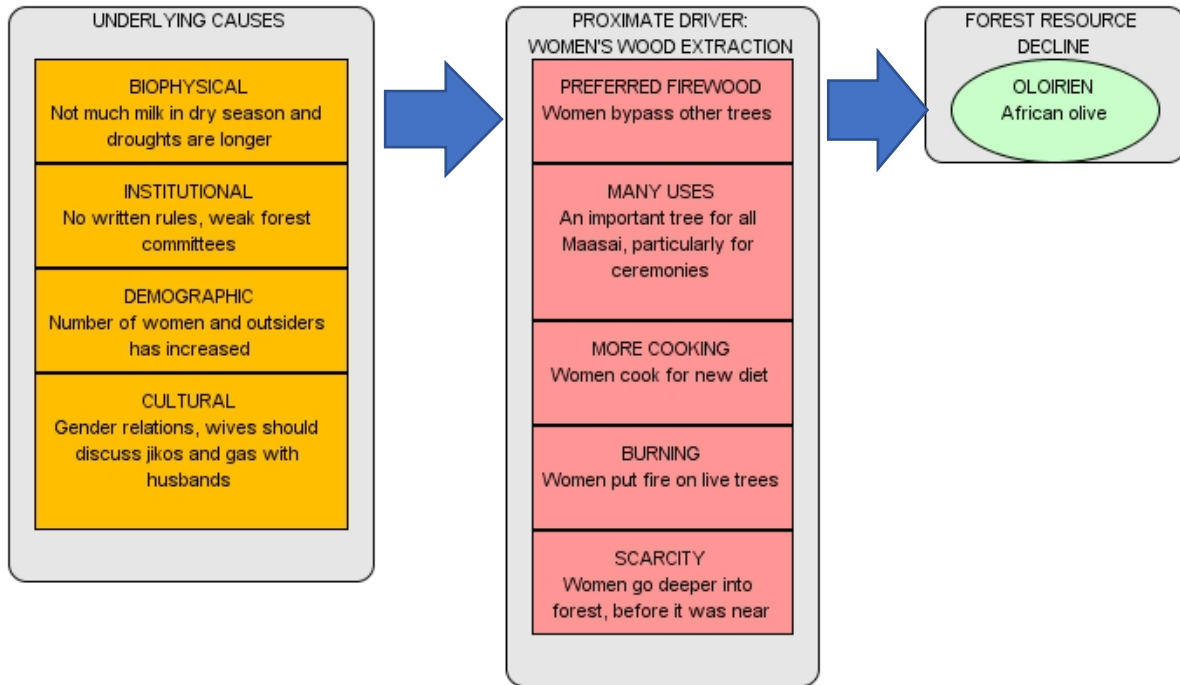 UNDERLYING CAUSES
BIOPHYSICAL
Not much milk in dry season and
droughts are longer
INSTITUTIONAL
No written rules, weak forest
committees
DEMOGRAPHIC
Number of women and outsiders
has increased
CULTURAL
Gender relations, wives should
discuss jikos and gas with
husbands
PROXIMATE DRIVER:
WOMEN'S WOOD EXTRACTION
PREFERRED FIREWOOD
Women bypass other trees
MANY USES
An important tree for all
Maasai, particularly for
ceremonies
MORE COOKING
Women cook for new diet
BURNING
Women put fire on live trees
SCARCITY
Women go deeper into
forest, before it was near
FOREST RESOURCE
DECLINE
OLOIRIEN
African olive